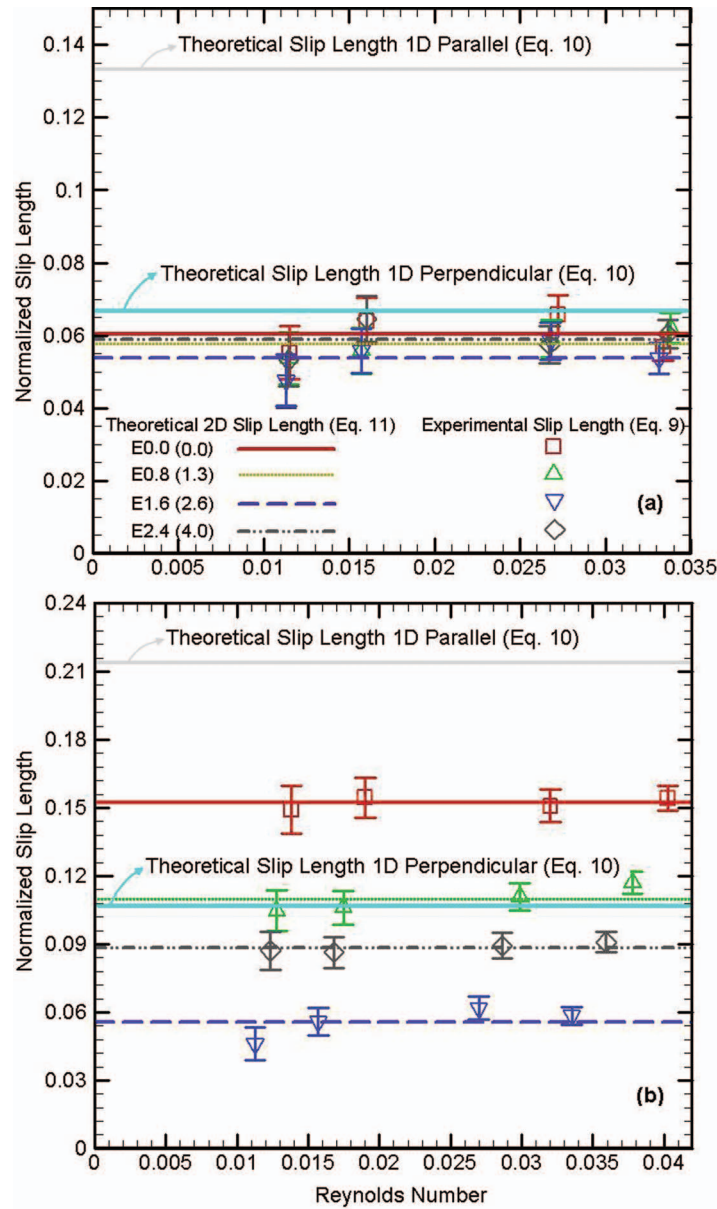 0.14
Theoretical Slip Length 1D Parallel (Eq. 10)
0.12
0.1
Normalized Slip Length
0.08
Theoretical Slip Length 1D Perpendicular (Eq. 10)
0.06
0.04
Theoretical 2D Slip Length (Eq. 11) Experimental Slip Length (Eq. 9)
E0.0 (0.0)
E0.8 (1.3)
0.02
E1.6 (2.6)
(a)
E2.4 (4.0)
0
0 0.005 0.01 0.015 0.02 0.025 0.03 0.035
0.24
Theoretical Slip Length 1D Parallel (Eq. 10)
0.21
0.18
0.15
Normalized Slip Length
Theoretical Slip Length 1D Perpendicular (Eq. 10)
0.12
0.09
0.06
0.03
(b)
0
0 0.005 0.01 0.015 0.02 0.025 0.03 0.035 0.04
Reynolds Number